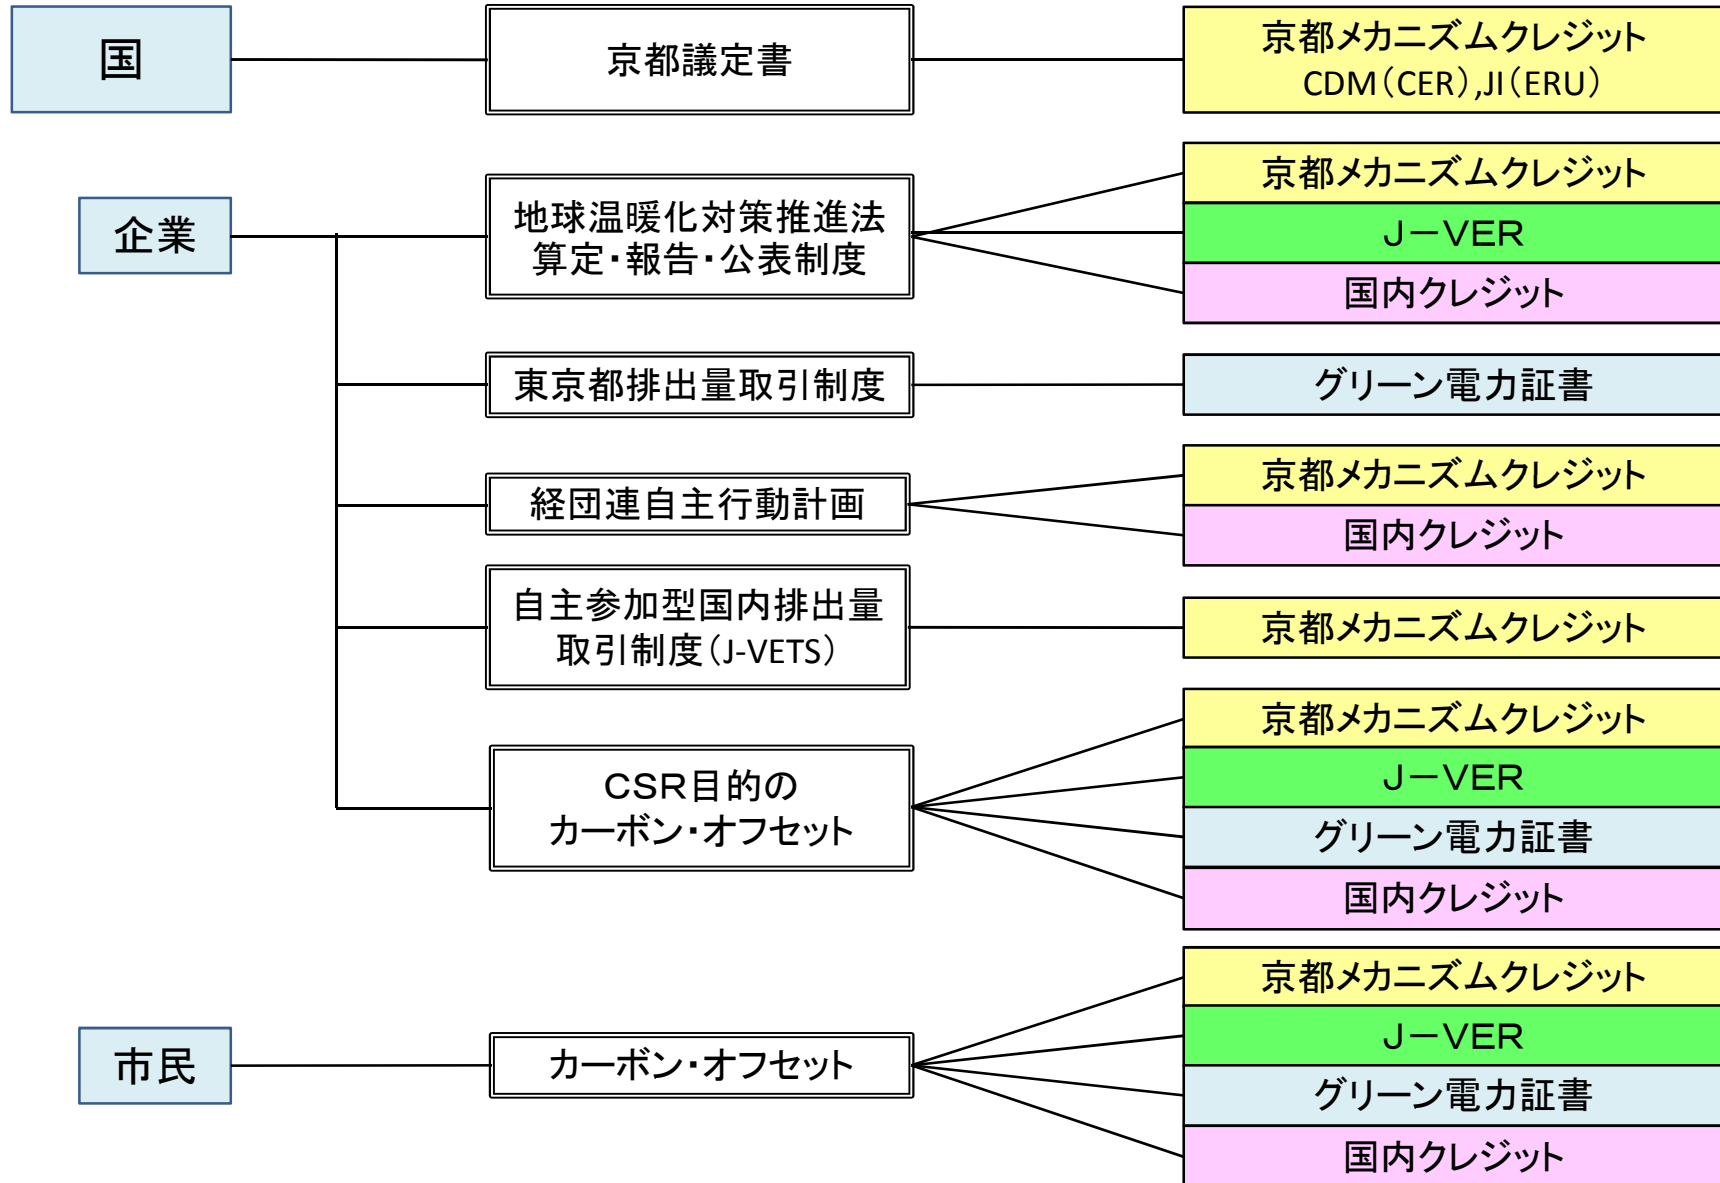 国
京都議定書
京都メカニズムクレジット
CDM（CER）,JI（ERU）
企業
地球温暖化対策推進法
算定・報告・公表制度
京都メカニズムクレジット
J－VER
国内クレジット
東京都排出量取引制度
グリーン電力証書
経団連自主行動計画
京都メカニズムクレジット
国内クレジット
自主参加型国内排出量
取引制度（J-VETS）
京都メカニズムクレジット
CSR目的の
カーボン・オフセット
京都メカニズムクレジット
J－VER
グリーン電力証書
国内クレジット
市民
カーボン・オフセット
京都メカニズムクレジット
J－VER
グリーン電力証書
国内クレジット